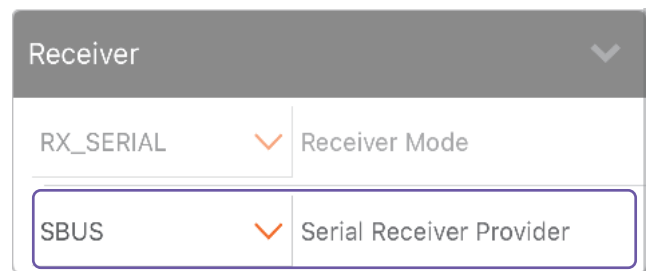 Receiver
RX_SERIAL Receiver Mode
SBUS Serial Receiver Provider